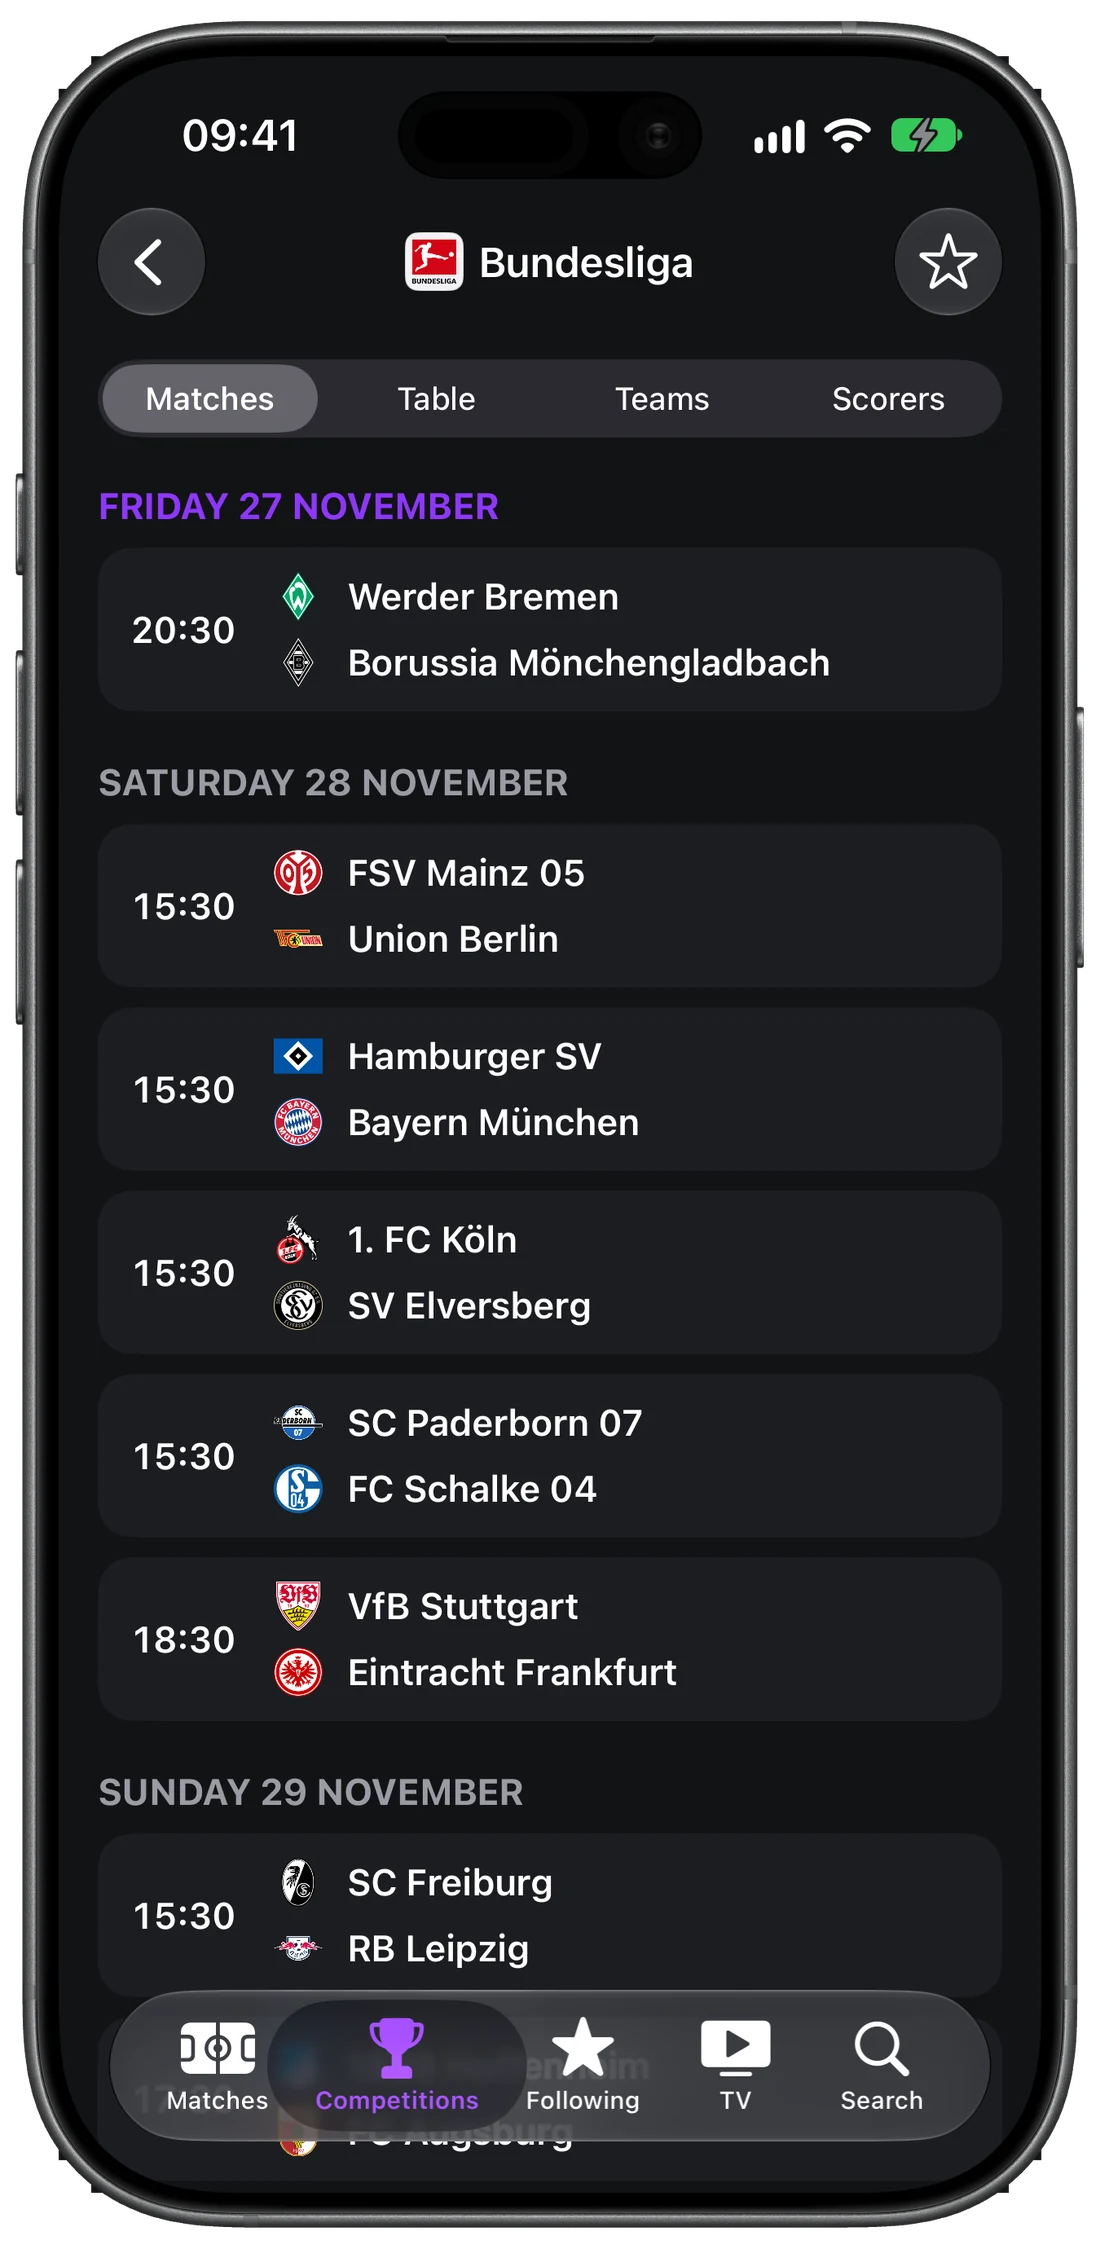 09:41
BUNDESLIGA
Bundesliga
Matches
Table
Teams
Scorers
FRIDAY 27 NOVEMBER
20:30
Werder Bremen
Borussia Mönchengladbach
SATURDAY 28 NOVEMBER
15:30
FSV Mainz 05
Union Berlin
15:30
Hamburger SV
Bayern München
15:30
1. FC Köln
SV Elversberg
15:30
SC Paderborn 07
FC Schalke 04
18:30
VfB Stuttgart
Eintracht Frankfurt
SUNDAY 29 NOVEMBER
15:30
SC Freiburg
RB Leipzig
FC Augsburg
Matches
Competitions
Following
TV
Search